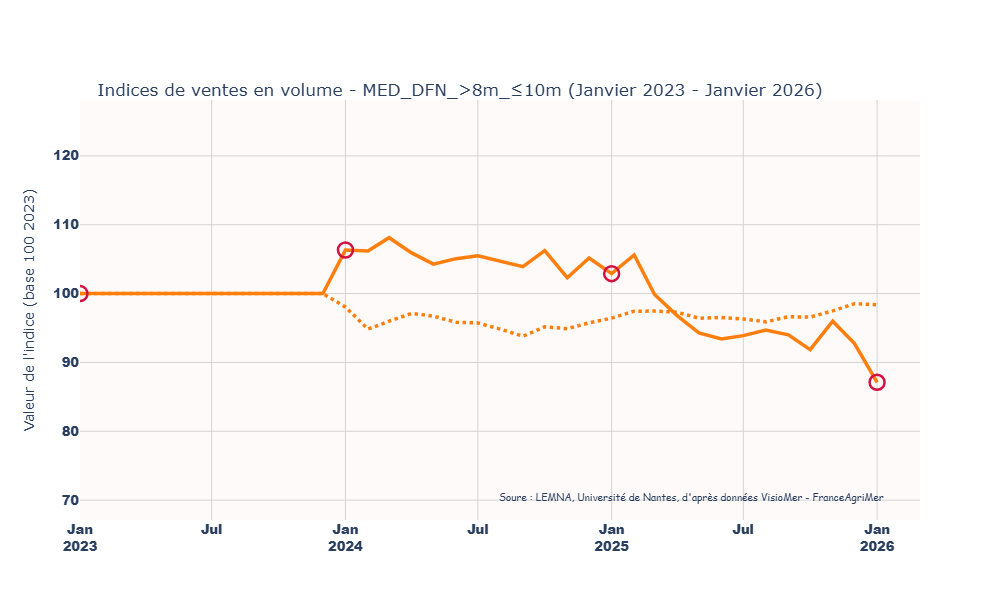 Indices de ventes en volume - MED_DFN_>8m_≤10m (Janvier 2023 - Janvier 2026)
Valeur de l'indice (base 100 2023)
120
110
100
90
80
70
Soure : LEMNA, Université de Nantes, d'après données VisioMer - FranceAgriMer
Jan Jul Jan Jul Jan Jul Jan
2023 2024 2025 2026